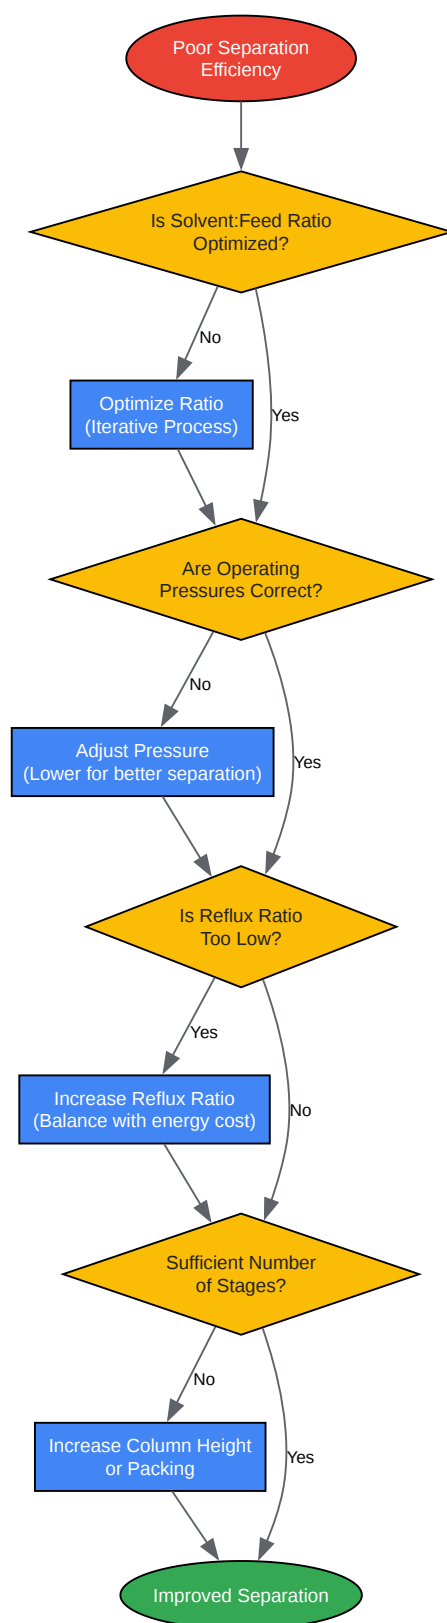 Poor Separation
Efficiency
Is Solvent:Feed Ratio
Optimized?
No
Optimize Ratio
(Iterative Process)
Yes
Are Operating
Pressures Correct?
No
Adjust Pressure
(Lower for better separation)
Yes
Is Reflux Ratio
Too Low?
Yes
Increase Reflux Ratio
(Balance with energy cost)
No
Sufficient Number
of Stages?
No
Increase Column Height
or Packing
Yes
Improved Separation